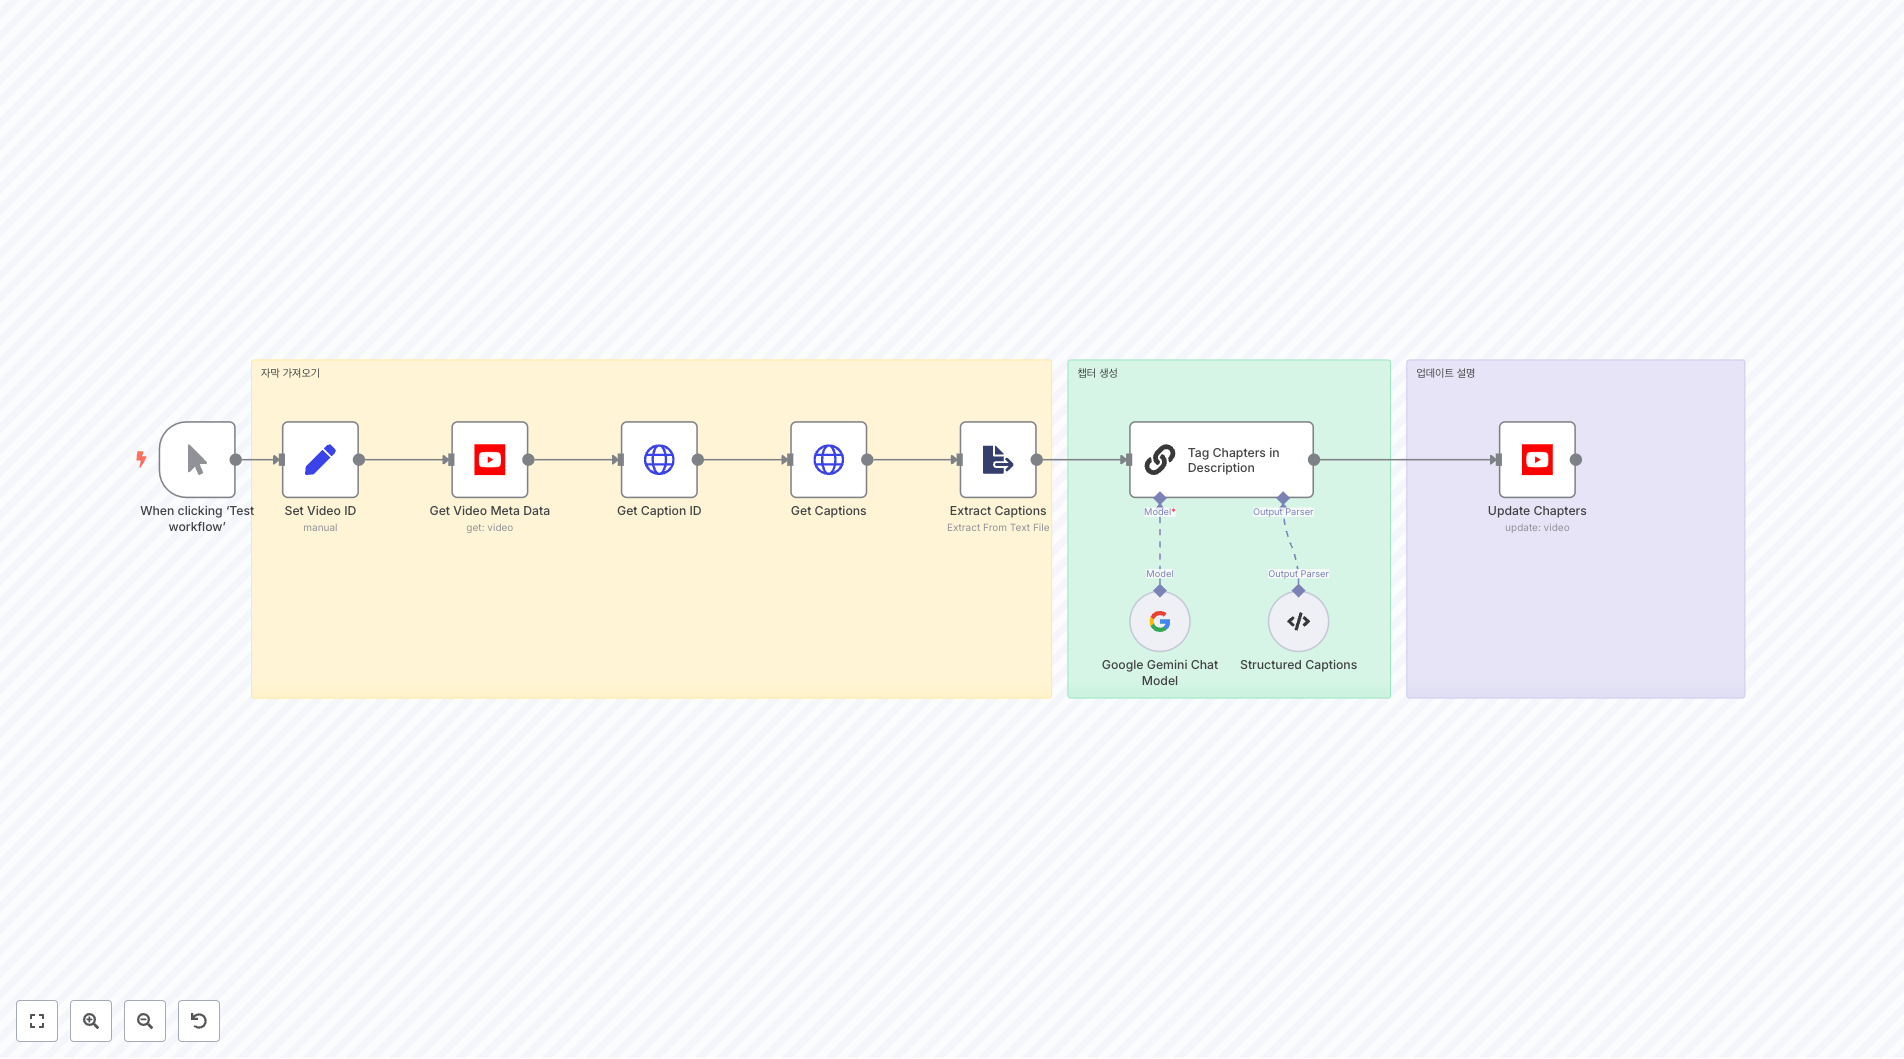 자막 가져오기
챕터 생성
업데이트 설명
When clicking ‘Test
workflow’
Set Video ID
manual
Get Video Meta Data
get: video
Get Caption ID
Get Captions
Extract Captions
Extract From Text File
Tag Chapters in
Description
Model*
Output Parser
Model
Output Parser
Google Gemini Chat
Model
Structured Captions
Update Chapters
update: video